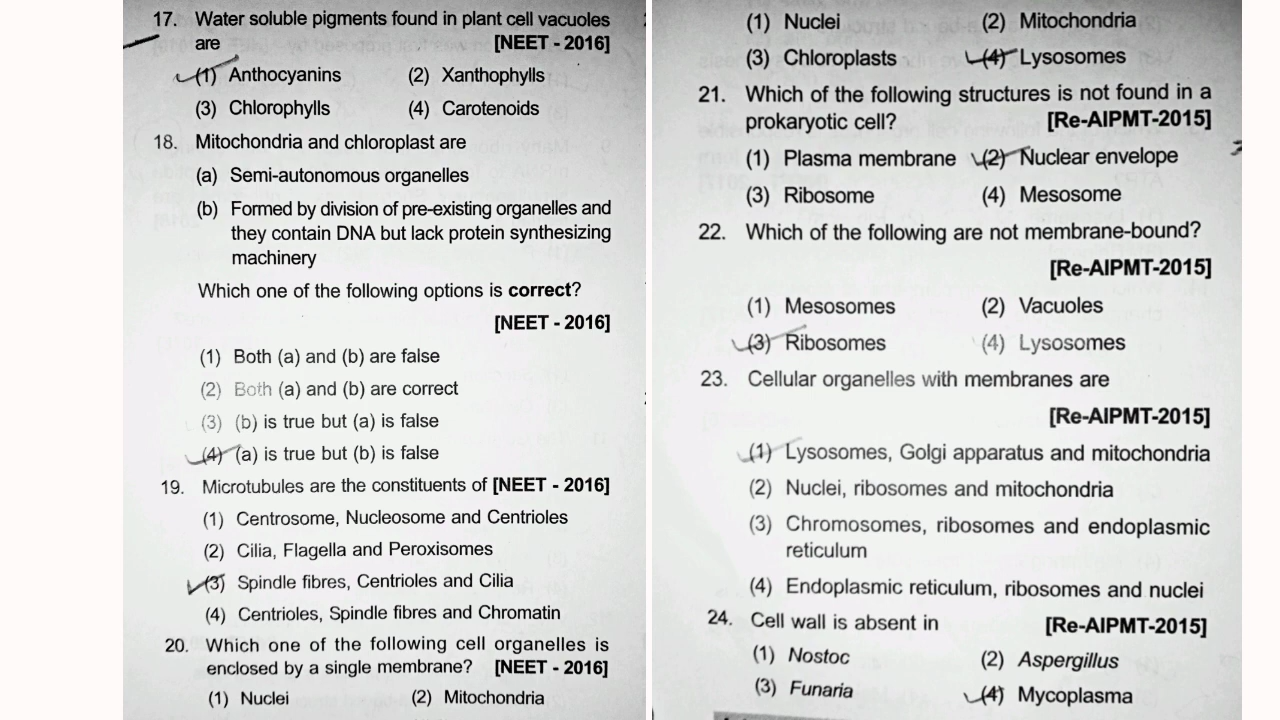 17. Water soluble pigments found in plant cell vacuoles
are [NEET - 2016]
(1) Anthocyanins (2) Xanthophylls
(3) Chlorophylls (4) Carotenoids
18. Mitochondria and chloroplast are
(a) Semi-autonomous organelles
(b) Formed by division of pre-existing organelles and
they contain DNA but lack protein synthesizing
machinery
Which one of the following options is correct?
[NEET - 2016]
(1) Both (a) and (b) are false
(2) Both (a) and (b) are correct
(3) (b) is true but (a) is false
(4) (a) is true but (b) is false
19. Microtubules are the constituents of [NEET - 2016]
(1) Centrosome, Nucleosome and Centrioles
(2) Cilia, Flagella and Peroxisomes
(3) Spindle fibres, Centrioles and Cilia
(4) Centrioles, Spindle fibres and Chromatin
20. Which one of the following cell organelles is
enclosed by a single membrane? [NEET - 2016]
(1) Nuclei (2) Mitochondria
(1) Nuclei (2) Mitochondria
(3) Chloroplasts (4) Lysosomes
21. Which of the following structures is not found in a
prokaryotic cell? [Re-AIPMT-2015]
(1) Plasma membrane (2) Nuclear envelope
(3) Ribosome (4) Mesosome
22. Which of the following are not membrane-bound?
[Re-AIPMT-2015]
(1) Mesosomes (2) Vacuoles
(3) Ribosomes (4) Lysosomes
23. Cellular organelles with membranes are
[Re-AIPMT-2015]
(1) Lysosomes, Golgi apparatus and mitochondria
(2) Nuclei, ribosomes and mitochondria
(3) Chromosomes, ribosomes and endoplasmic
reticulum
(4) Endoplasmic reticulum, ribosomes and nuclei
24. Cell wall is absent in [Re-AIPMT-2015]
(1) Nostoc (2) Aspergillus
(3) Funaria (4) Mycoplasma